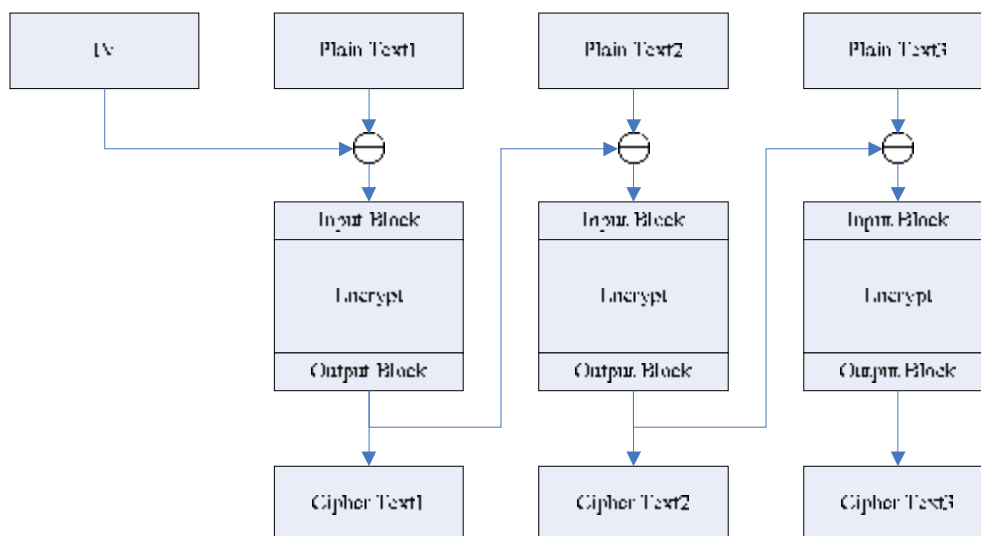 IV
Plain Text1
Plain Text2
Plain Text3
Input Block
Input Block
Input Block
Encrypt
Encrypt
Encrypt
Output Block
Output Block
Output Block
Cipher Text1
Cipher Text2
Cipher Text3